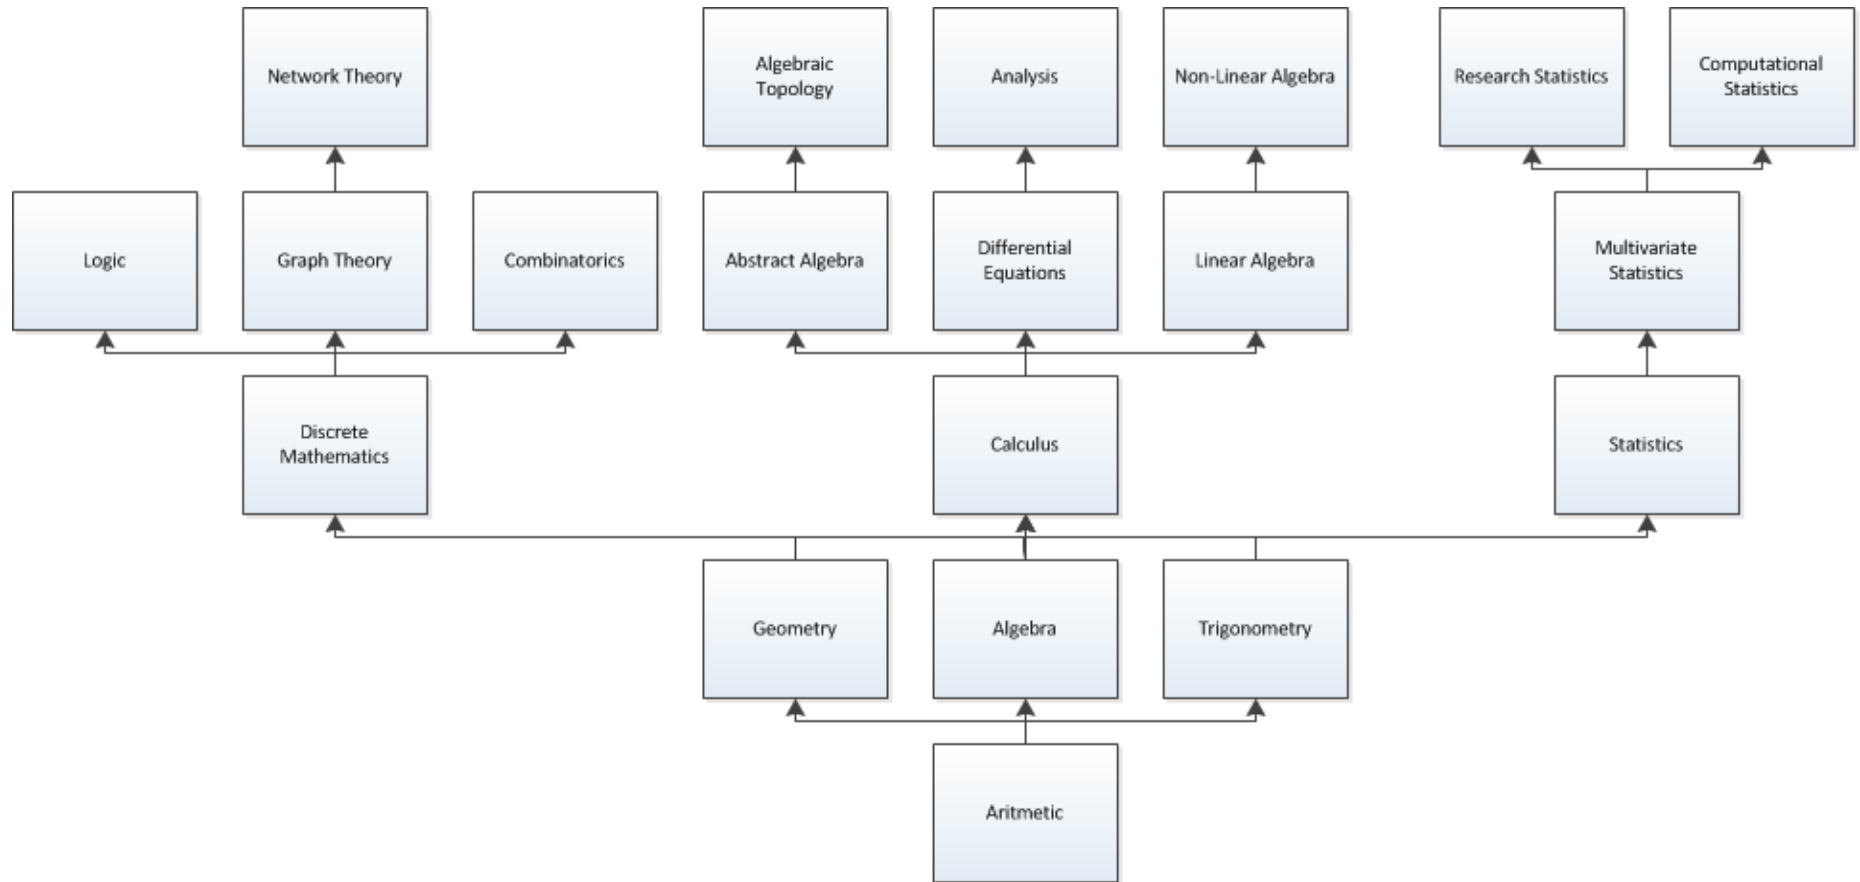 Network Theory
Algebraic
Topology
Analysis
Non-Linear Algebra
Research Statistics
Computational
Statistics
Logic
Graph Theory
Combinatorics
Abstract Algebra
Differential
Equations
Linear Algebra
Multivariate
Statistics
Discrete
Mathematics
Calculus
Statistics
Geometry
Algebra
Trigonometry
Aritmetic